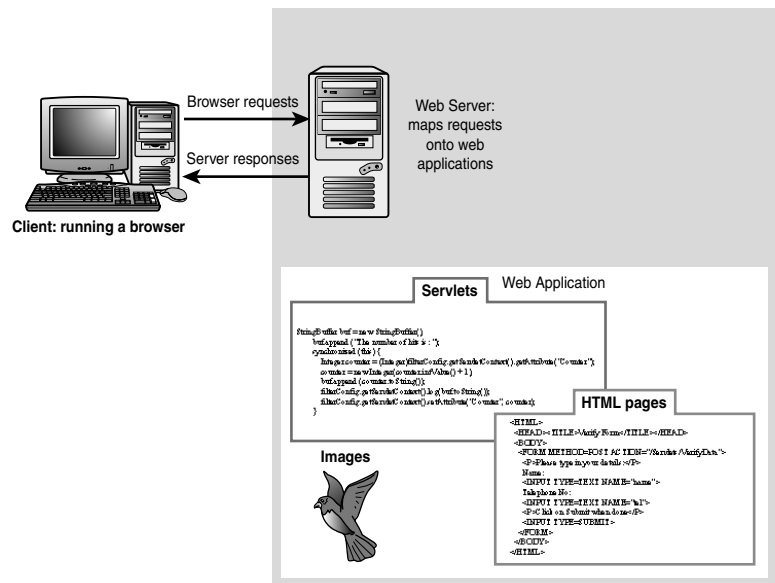 Browser requests
Server responses
Client: running a browser
Web Server:
maps requests
onto web
applications
Web Application
Servlets
StringBuffer buf = new StringBuffer()
buf.append ("The number of hits is : ");
synchronised (this) {
Integer counter = (Integer)filterConfig.getServletContext().getAttribute("Counter");
counter = new Integer(counter.intValue() + 1)
buf.append (counter.toString());
filterConfig.getServletContext().log(buf.toString());
filterConfig.getServletContext().setAttribute("Counter", counter);
}
HTML pages
<HTML>
<HEAD><TITLE>Verify Form</TITLE></HEAD>
<BODY>
<FORM METHOD=POST ACTION="/Servlets/VerifyData">
<P>Please type in your details :</P>
Name:
<INPUT TYPE=TEXT NAME="name">
Telephone No:
<INPUT TYPE=TEXT NAME="tel">
<P>Click on Submit when done</P>
<INPUT TYPE=SUBMIT>
</FORM>
</BODY>
</HTML>
Images